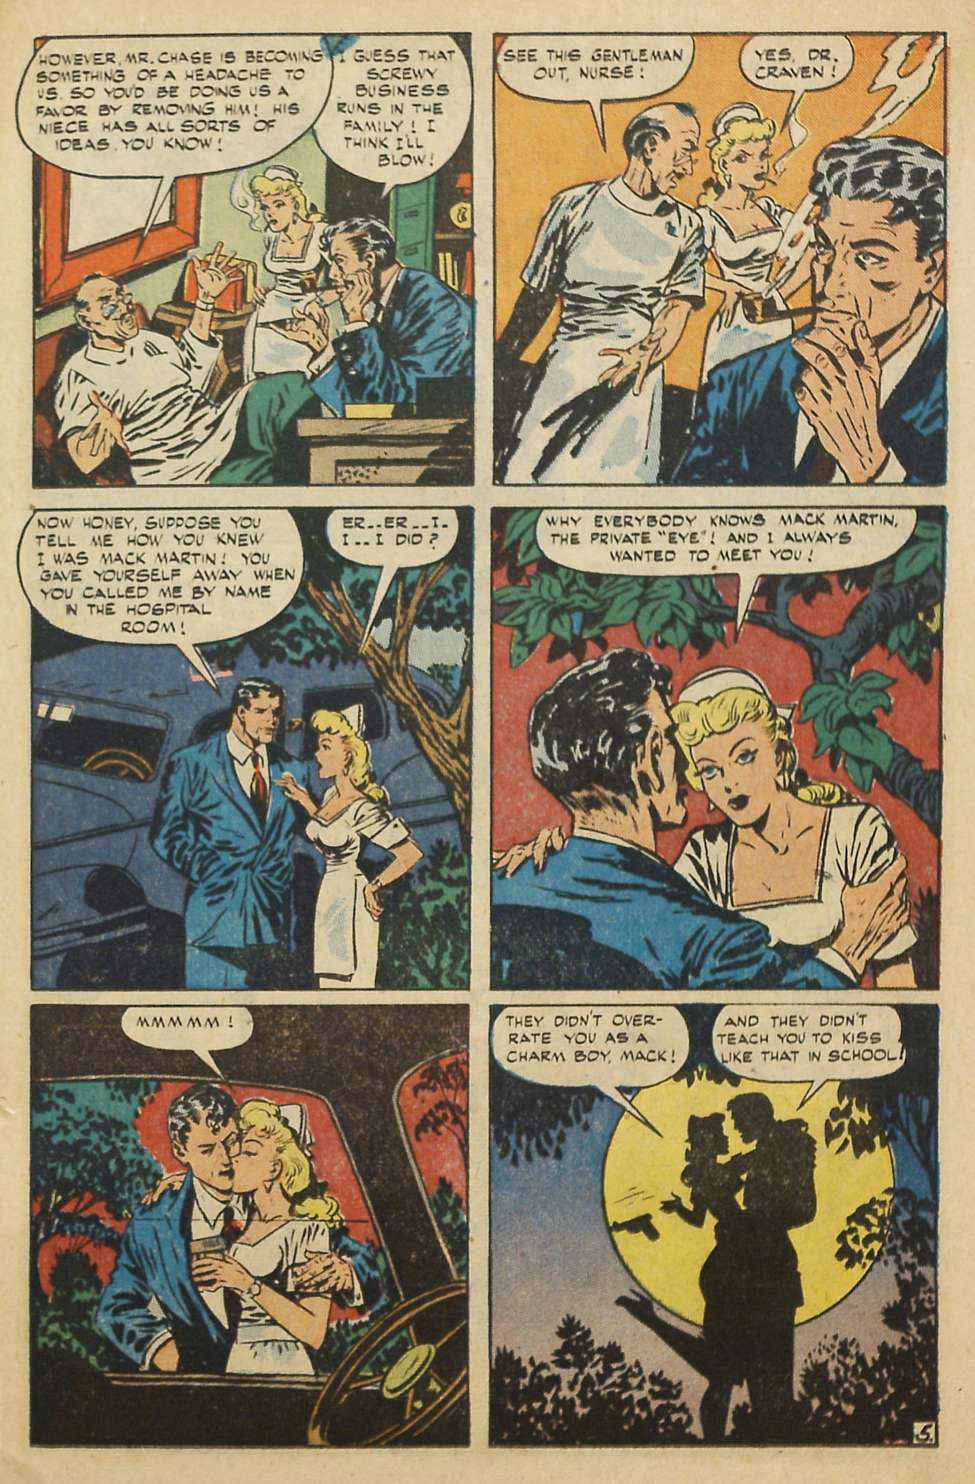 HOWEVER, MR. CHASE IS BECOMING
SOMETHING OF A HEADACHE TO
US. SO YOU'D BE DOING US A
FAVOR BY REMOVING HIM! HIS
NIECE HAS ALL SORTS OF
IDEAS, YOU KNOW!
I GUESS THAT
SCREWY
BUSINESS
RUNS IN THE
FAMILY! I
THINK I'LL
BLOW!
SEE THIS GENTLEMAN
OUT, NURSE!
YES, DR.
CRAVEN!
NOW HONEY, SUPPOSE YOU
TELL ME HOW YOU KNEW
I WAS MACK MARTIN! YOU
GAVE YOURSELF AWAY WHEN
YOU CALLED ME BY NAME
IN THE HOSPITAL
ROOM!
ER--ER--I-
I--I DID?
WHY EVERYBODY KNOWS MACK MARTIN,
THE PRIVATE "EYE"! AND I ALWAYS
WANTED TO MEET YOU!
MMMMM!
THEY DIDN'T OVER-
RATE YOU AS A
CHARM BOY, MACK!
AND THEY DIDN'T
TEACH YOU TO KISS
LIKE THAT IN SCHOOL!
5.